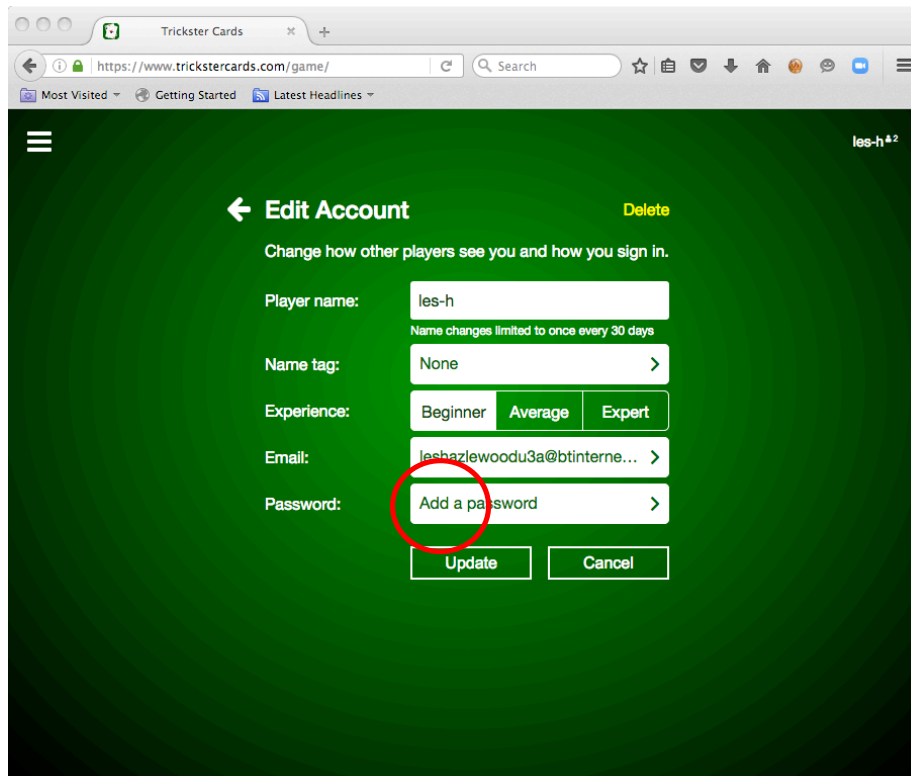 Trickster Cards
https://www.trickstercards.com/game/
Search
Most Visited
Getting Started
Latest Headlines
les-h 2
Edit Account
Delete
Change how other players see you and how you sign in.
Player name:
les-h
Name changes limited to once every 30 days
Name tag:
None
Experience:
Beginner
Average
Expert
Email:
leshazlewoodu3a@btinterne...
Password:
Add a password
Update
Cancel